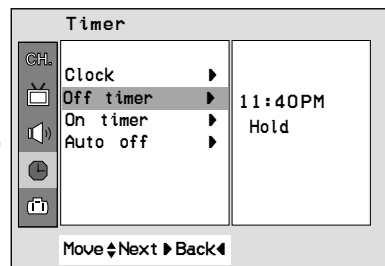 Timer
CH.
Clock ▶
Off timer ▶
On timer ▶
Auto off ▶
11:40PM
Hold
Move ▲▼ Next ▶ Back ◀